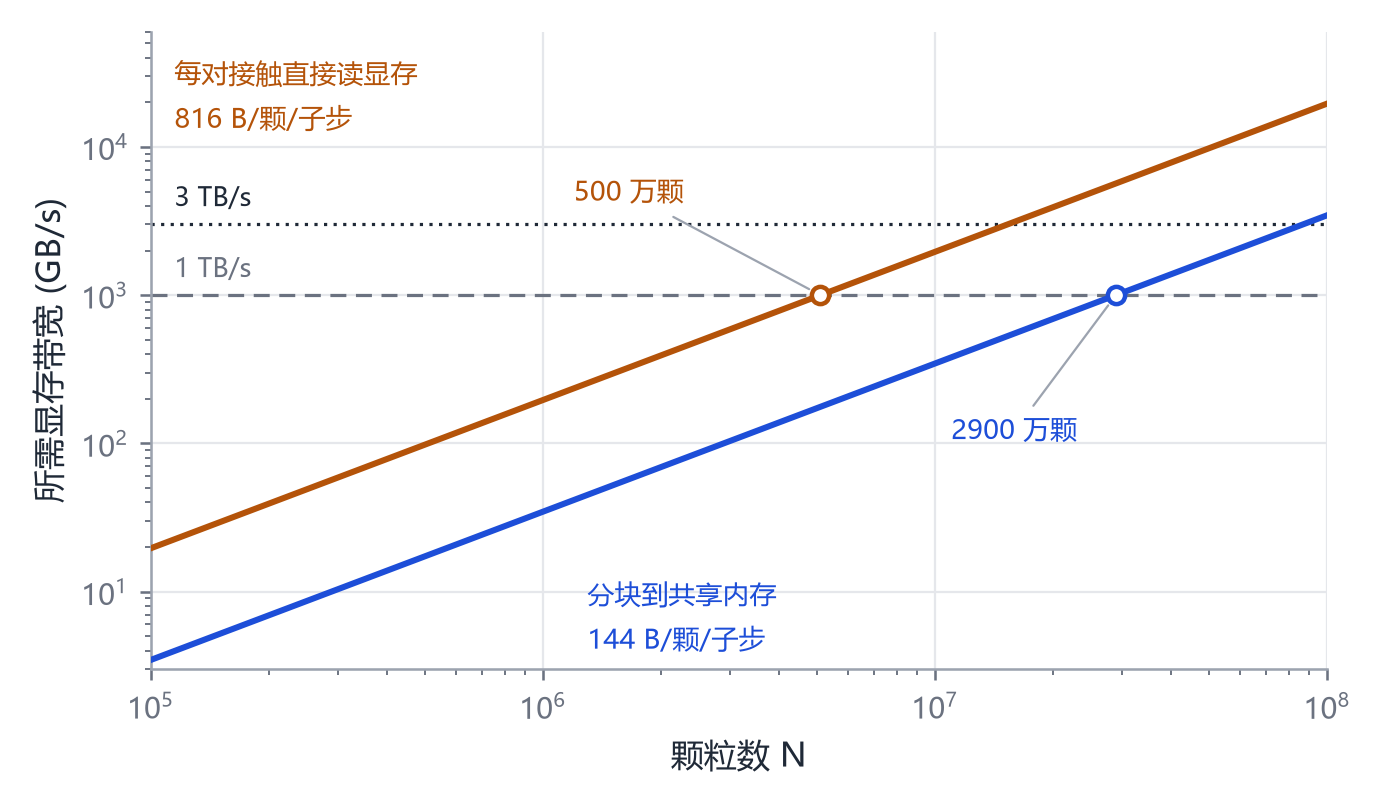 每对接触直接读显存
816 B/颗/子步
3 TB/s
1 TB/s
500 万颗
2900 万颗
分块到共享内存
144 B/颗/子步
所需显存带宽 (GB/s)
10⁴
10³
10²
10¹
10⁵
10⁶
10⁷
10⁸
颗粒数 N